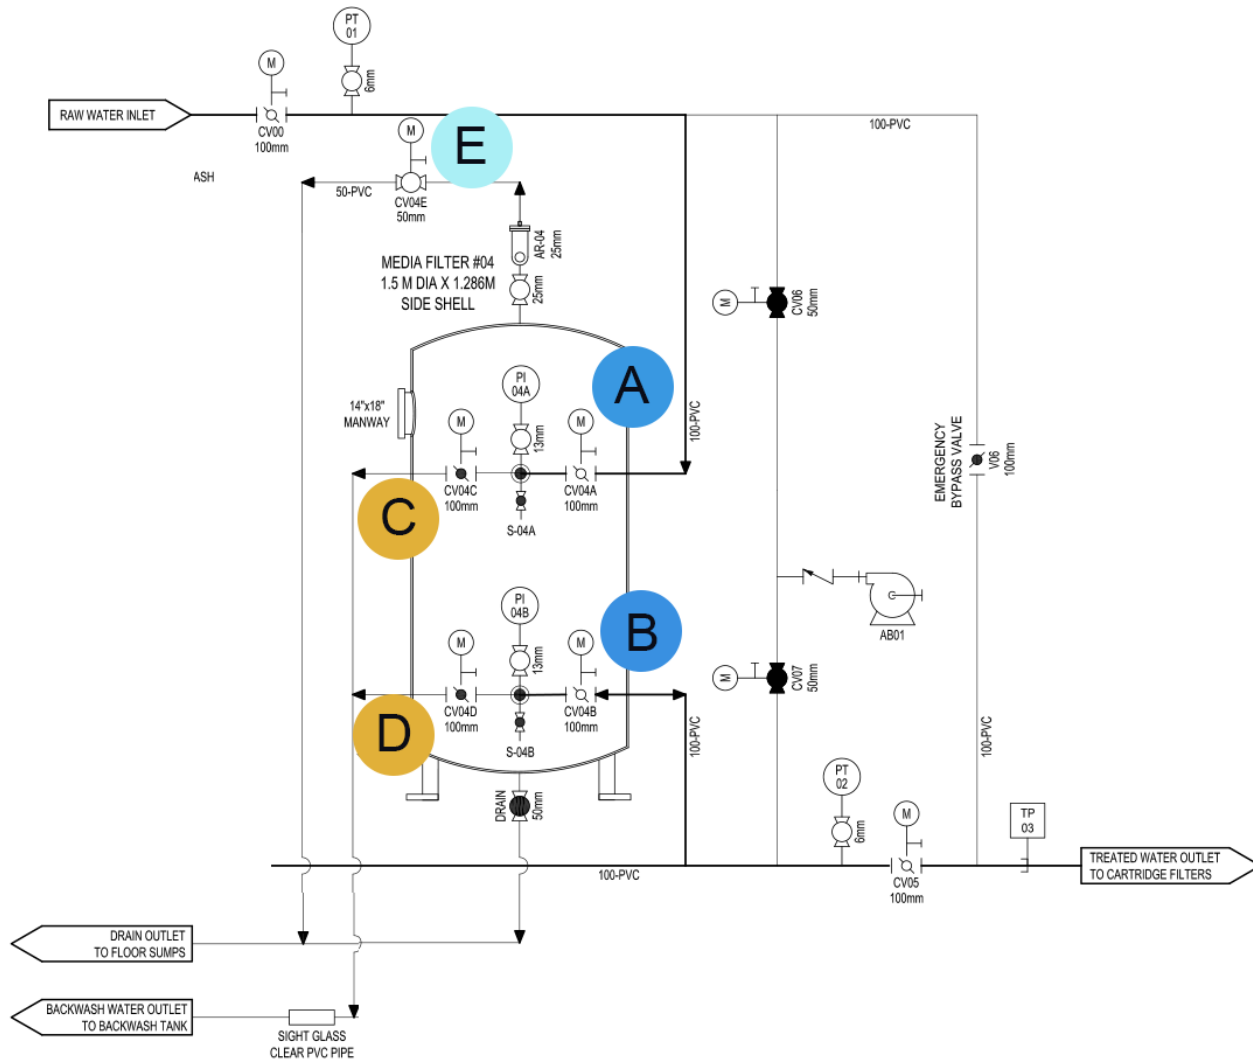 PT
01
M
6mm
RAW WATER INLET
CV00
100mm
M
E
100-PVC
ASH
50-PVC
CV04E
50mm
AR-04
25mm
MEDIA FILTER #04
1.5 M DIA X 1.286M
SIDE SHELL
25mm
M
CV06
50mm
PI
04A
A
14"x18"
MANWAY
M
13mm
M
100-PVC
EMERGENCY
BYPASS VALVE
V06
100mm
CV04C
100mm
CV04A
100mm
C
S-04A
PI
04B
AB01
B
M
13mm
M
M
CV07
50mm
CV04D
100mm
CV04B
100mm
D
S-04B
100-PVC
100-PVC
PT
02
DRAIN
50mm
6mm
M
TP
03
100-PVC
CV05
100mm
TREATED WATER OUTLET
TO CARTRIDGE FILTERS
DRAIN OUTLET
TO FLOOR SUMPS
BACKWASH WATER OUTLET
TO BACKWASH TANK
SIGHT GLASS
CLEAR PVC PIPE